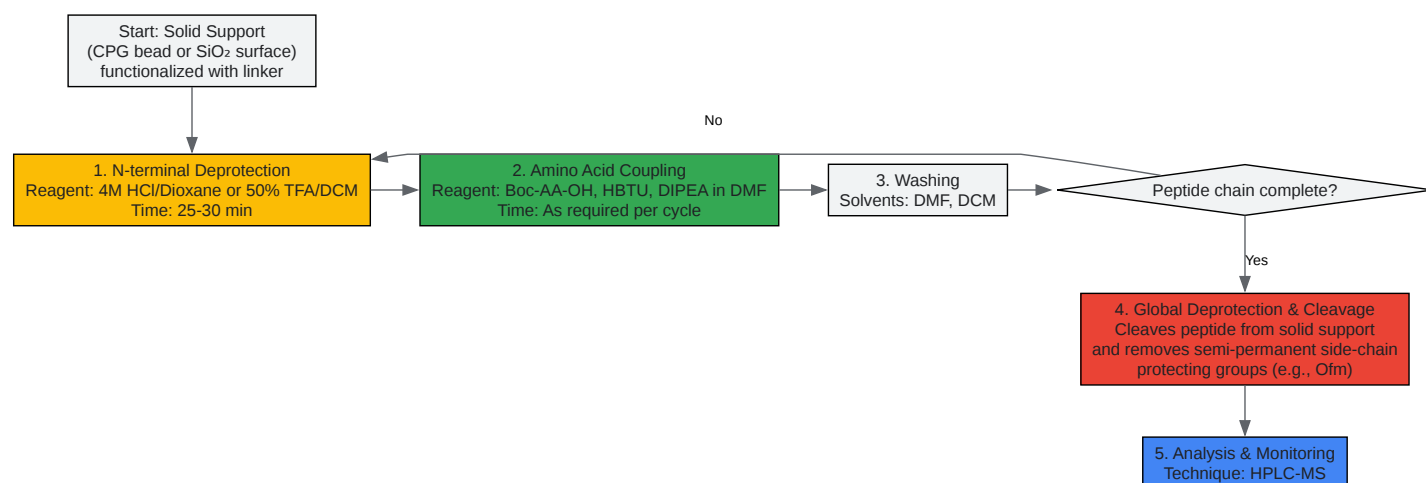 Start: Solid Support
(CPG bead or SiO₂ surface)
functionalized with linker
No
1. N-terminal Deprotection
Reagent: 4M HCl/Dioxane or 50% TFA/DCM
Time: 25-30 min
2. Amino Acid Coupling
Reagent: Boc-AA-OH, HBTU, DIPEA in DMF
Time: As required per cycle
3. Washing
Solvents: DMF, DCM
Peptide chain complete?
Yes
4. Global Deprotection & Cleavage
Cleaves peptide from solid support
and removes semi-permanent side-chain
protecting groups (e.g., Ofm)
5. Analysis & Monitoring
Technique: HPLC-MS